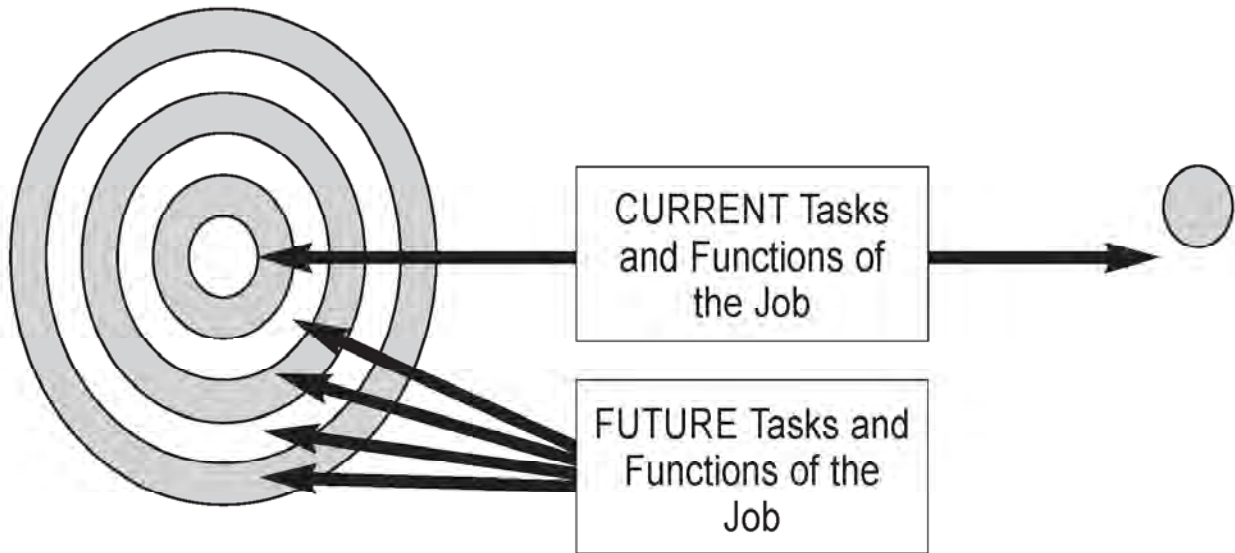 CURRENT Tasks
and Functions of
the Job
FUTURE Tasks and
Functions of the
Job